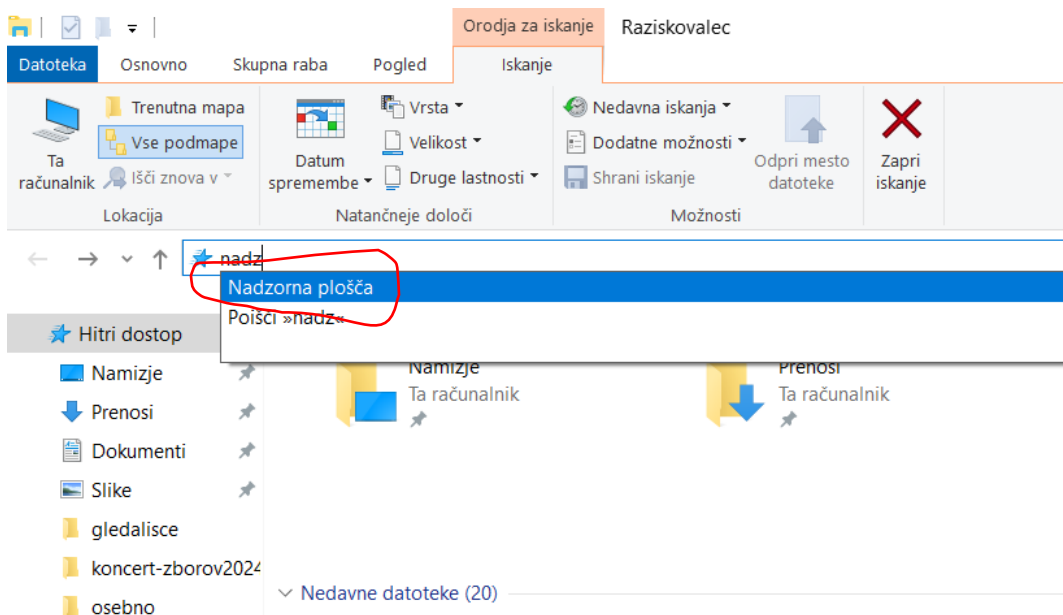 Orodja za iskanje
Raziskovalec
Datoteka
Osnovno
Skupna raba
Pogled
Iskanje
Ta računalnik
Trenutna mapa
Vse podmape
Išči znova v
Lokacija
Datum spremembe
Vrsta
Velikost
Druge lastnosti
Natančneje določi
Nedavna iskanja
Dodatne možnosti
Shrani iskanje
Odpri mesto datoteke
Možnosti
Zapri iskanje
nadz
Nadzorna plošča
Poišči »nadz«
Hitri dostop
Namizje
Prenosi
Dokumenti
Slike
gledalisce
koncert-zborov2024
osebno
Namizje
Ta računalnik
Prenosi
Ta računalnik
Nedavne datoteke (20)